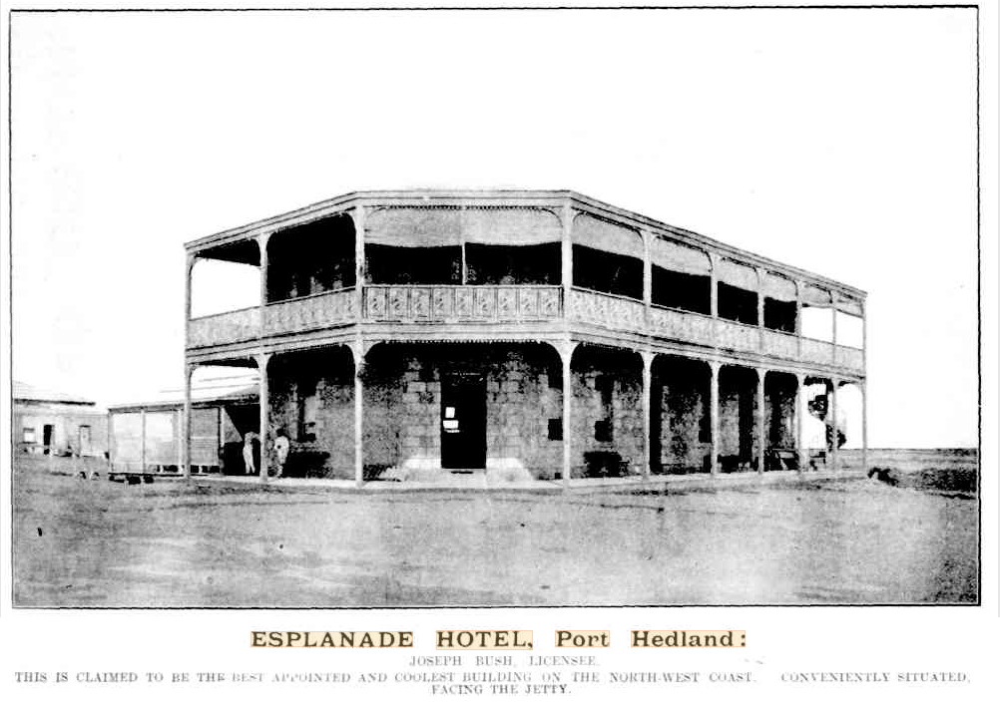 ESPLANADE HOTEL, Port Hedland:
JOSEPH BUSH, LICENSEE.
THIS IS CLAIMED TO BE THE BEST APPOINTED AND COOLEST BUILDING ON THE NORTH-WEST COAST. CONVENIENTLY SITUATED,
FACING THE JETTY.